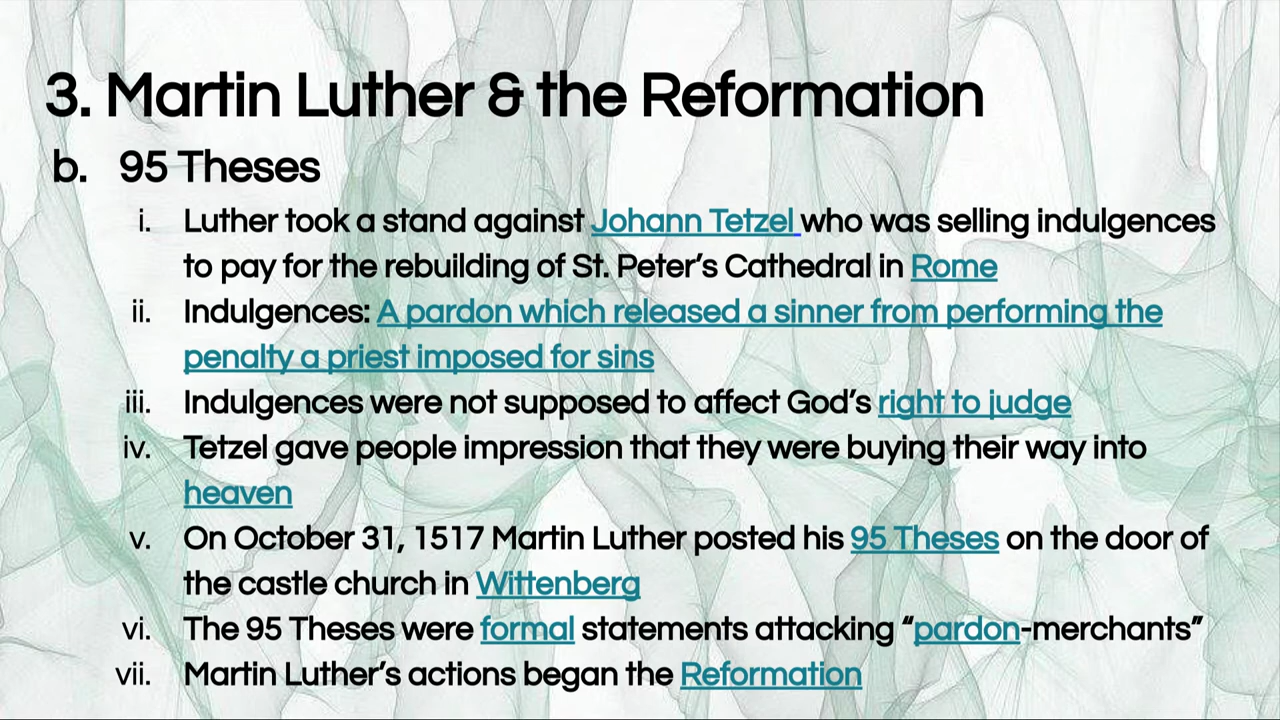 3. Martin Luther & the Reformation
b. 95 Theses
i. Luther took a stand against Johann Tetzel who was selling indulgences
to pay for the rebuilding of St. Peter’s Cathedral in Rome
ii. Indulgences: A pardon which released a sinner from performing the
penalty a priest imposed for sins
iii. Indulgences were not supposed to affect God’s right to judge
iv. Tetzel gave people impression that they were buying their way into
heaven
v. On October 31, 1517 Martin Luther posted his 95 Theses on the door of
the castle church in Wittenberg
vi. The 95 Theses were formal statements attacking “pardon-merchants”
vii. Martin Luther’s actions began the Reformation